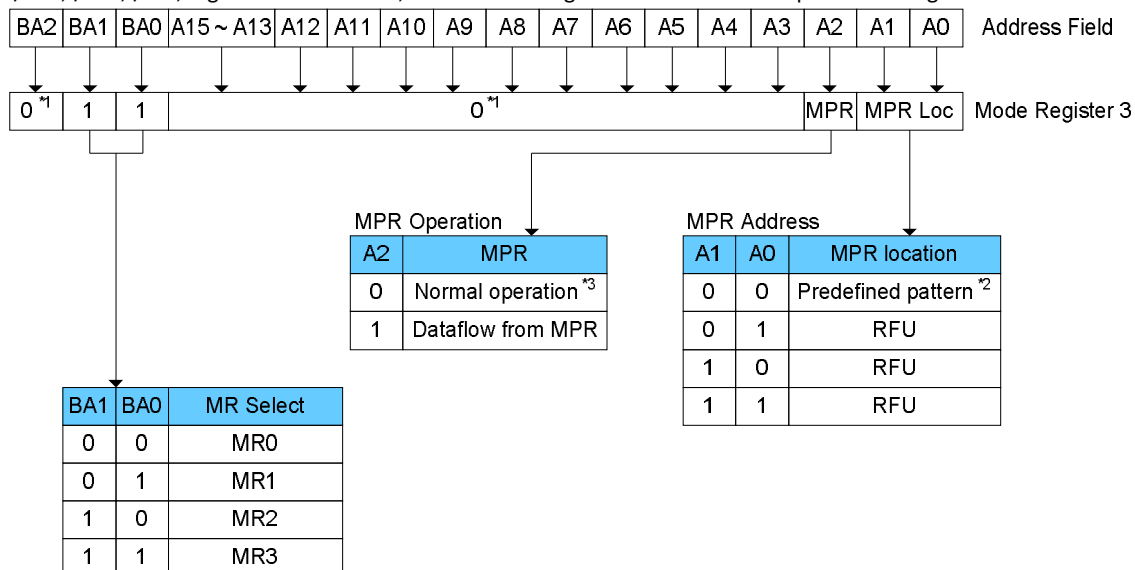 BA2 BA1 BA0 A15 ~ A13 A12 A11 A10 A9 A8 A7 A6 A5 A4 A3 A2 A1 A0 Address Field
0 *1 1 1 0 *1 MPR MPR Loc Mode Register 3
MPR Operation
A2 MPR
0 Normal operation *3
1 Dataflow from MPR
MPR Address
A1 A0 MPR location
0 0 Predefined pattern *2
0 1 RFU
1 0 RFU
1 1 RFU
BA1 BA0 MR Select
0 0 MR0
0 1 MR1
1 0 MR2
1 1 MR3